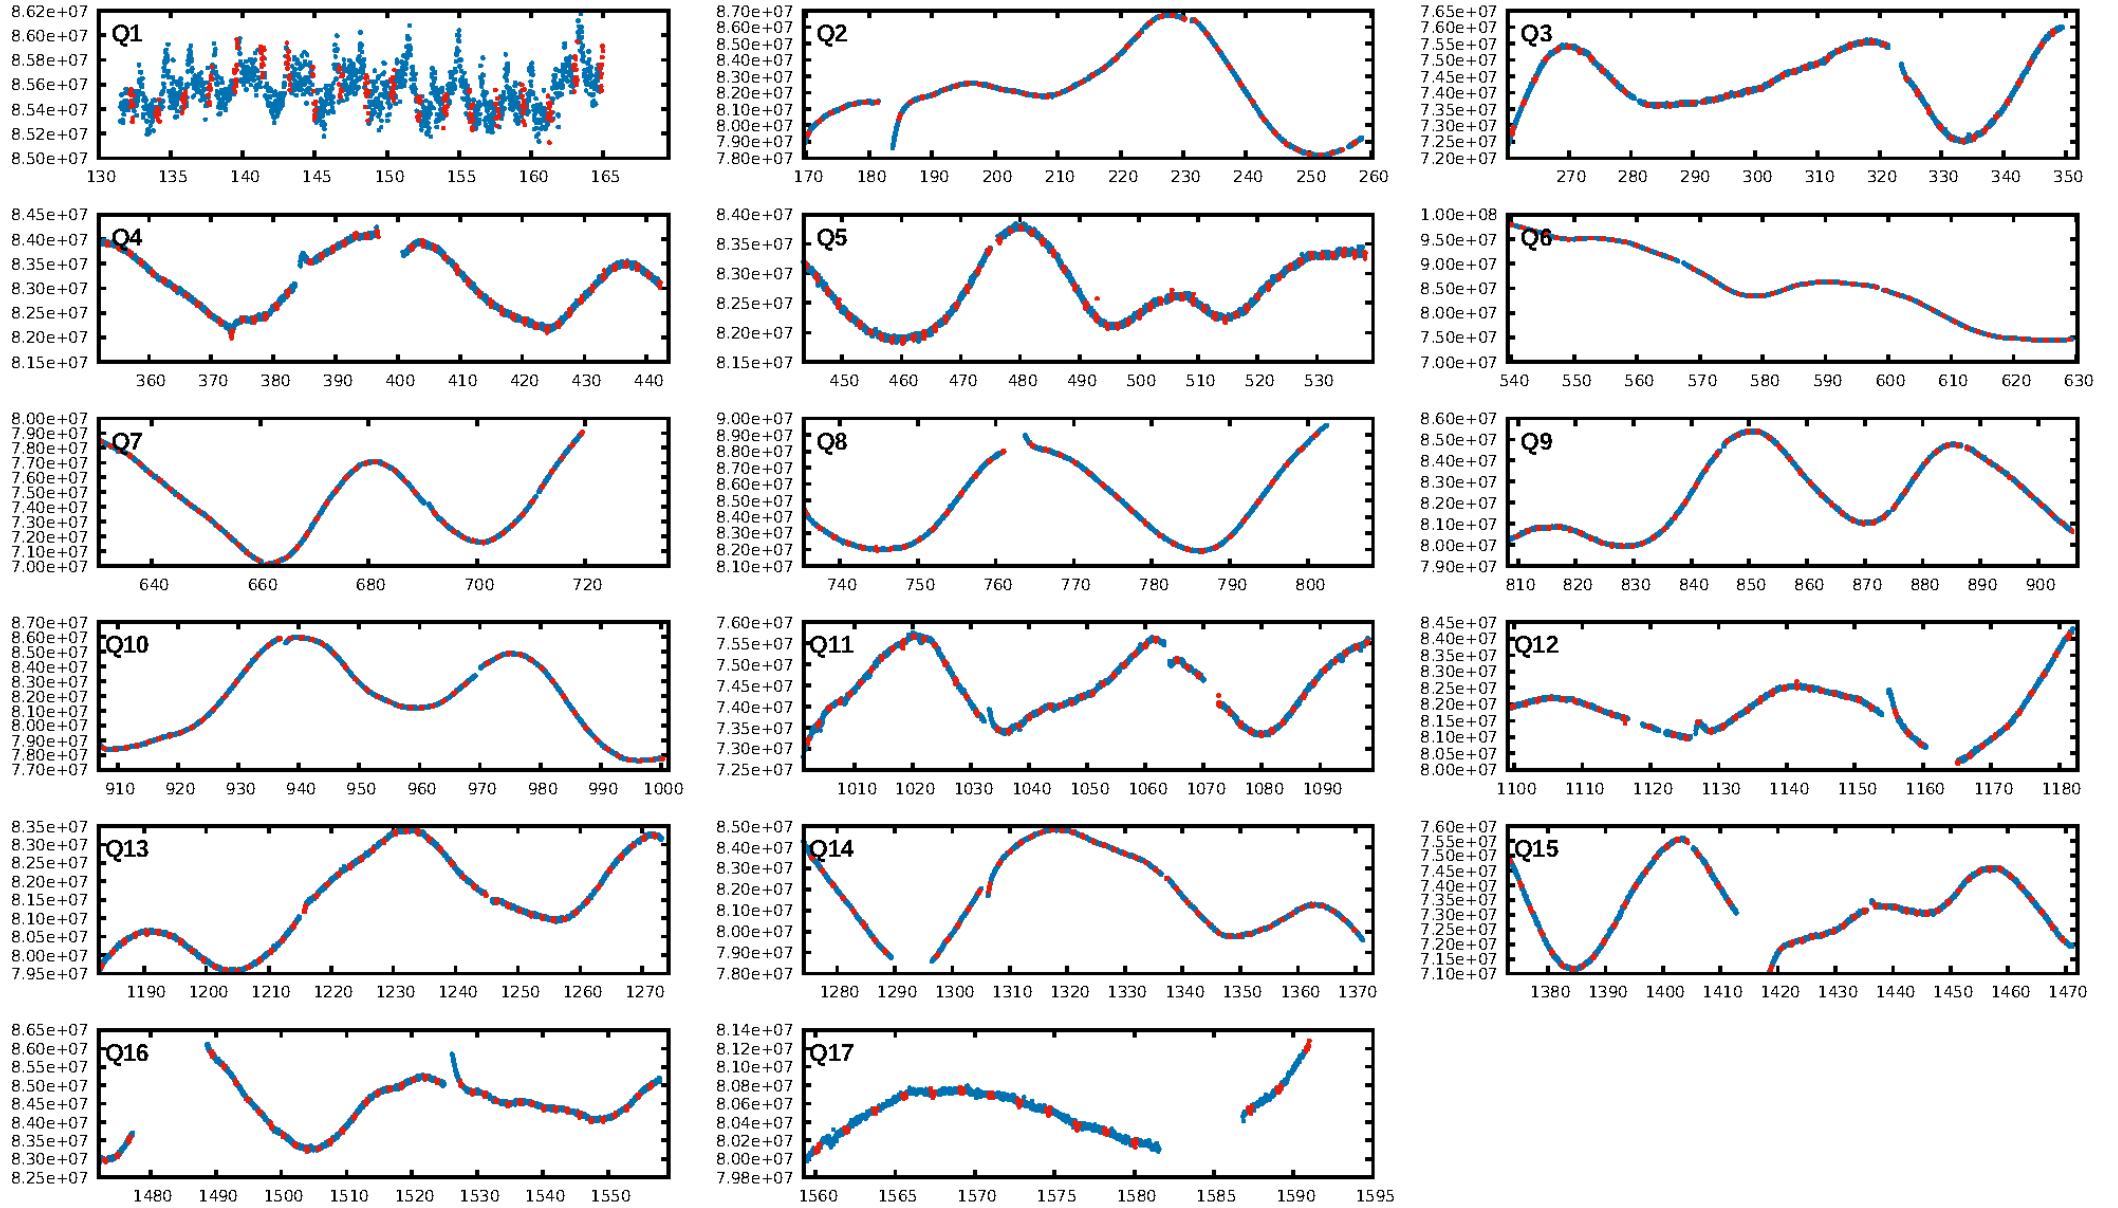 Q1
8.62e+07
8.60e+07
8.58e+07
8.56e+07
8.54e+07
8.52e+07
8.50e+07
130 135 140 145 150 155 160 165
Q2
8.70e+07
8.60e+07
8.50e+07
8.40e+07
8.30e+07
8.20e+07
8.10e+07
8.00e+07
7.90e+07
7.80e+07
170 180 190 200 210 220 230 240 250 260
Q3
7.65e+07
7.60e+07
7.55e+07
7.50e+07
7.45e+07
7.40e+07
7.35e+07
7.30e+07
7.25e+07
7.20e+07
270 280 290 300 310 320 330 340 350
Q4
8.45e+07
8.40e+07
8.35e+07
8.30e+07
8.25e+07
8.20e+07
8.15e+07
360 370 380 390 400 410 420 430 440
Q5
8.40e+07
8.35e+07
8.30e+07
8.25e+07
8.20e+07
8.15e+07
450 460 470 480 490 500 510 520 530
Q6
1.00e+08
9.50e+07
9.00e+07
8.50e+07
8.00e+07
7.50e+07
7.00e+07
540 550 560 570 580 590 600 610 620 630
Q7
8.00e+07
7.90e+07
7.80e+07
7.70e+07
7.60e+07
7.50e+07
7.40e+07
7.30e+07
7.20e+07
7.10e+07
7.00e+07
640 660 680 700 720
Q8
9.00e+07
8.90e+07
8.80e+07
8.70e+07
8.60e+07
8.50e+07
8.40e+07
8.30e+07
8.20e+07
8.10e+07
740 750 760 770 780 790 800
Q9
8.60e+07
8.50e+07
8.40e+07
8.30e+07
8.20e+07
8.10e+07
8.00e+07
7.90e+07
810 820 830 840 850 860 870 880 890 900
Q10
8.70e+07
8.60e+07
8.50e+07
8.40e+07
8.30e+07
8.20e+07
8.10e+07
8.00e+07
7.90e+07
7.80e+07
7.70e+07
910 920 930 940 950 960 970 980 990 1000
Q11
7.60e+07
7.55e+07
7.50e+07
7.45e+07
7.40e+07
7.35e+07
7.30e+07
7.25e+07
1010 1020 1030 1040 1050 1060 1070 1080 1090
Q12
8.45e+07
8.40e+07
8.35e+07
8.30e+07
8.25e+07
8.20e+07
8.15e+07
8.10e+07
8.05e+07
8.00e+07
1100 1110 1120 1130 1140 1150 1160 1170 1180
Q13
8.35e+07
8.30e+07
8.25e+07
8.20e+07
8.15e+07
8.10e+07
8.05e+07
8.00e+07
7.95e+07
1190 1200 1210 1220 1230 1240 1250 1260 1270
Q14
8.50e+07
8.40e+07
8.30e+07
8.20e+07
8.10e+07
8.00e+07
7.90e+07
7.80e+07
1280 1290 1300 1310 1320 1330 1340 1350 1360 1370
Q15
7.60e+07
7.55e+07
7.50e+07
7.45e+07
7.40e+07
7.35e+07
7.30e+07
7.25e+07
7.20e+07
7.15e+07
7.10e+07
1380 1390 1400 1410 1420 1430 1440 1450 1460 1470
Q16
8.65e+07
8.60e+07
8.55e+07
8.50e+07
8.45e+07
8.40e+07
8.35e+07
8.30e+07
8.25e+07
1480 1490 1500 1510 1520 1530 1540 1550
Q17
8.14e+07
8.12e+07
8.10e+07
8.08e+07
8.06e+07
8.04e+07
8.02e+07
8.00e+07
7.98e+07
1560 1565 1570 1575 1580 1585 1590 1595